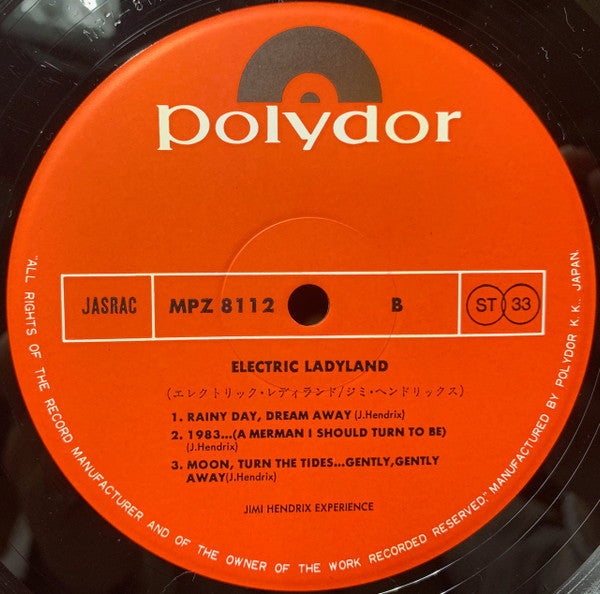 polydor
JASRAC MPZ 8112 B ST 33
ELECTRIC LADYLAND
(エレクトリック・レディランド/ジミ・ヘンドリックス)
1. RAINY DAY, DREAM AWAY (J.Hendrix)
2. 1983...(A MERMAN I SHOULD TURN TO BE)
(J.Hendrix)
3. MOON, TURN THE TIDES...GENTLY,GENTLY
AWAY(J.Hendrix)
JIMI HENDRIX EXPERIENCE
"ALL RIGHTS OF THE RECORD MANUFACTURER AND OF THE OWNER OF THE WORK RECORDED RESERVED," MANUFACTURED BY POLYDOR K.K., JAPAN.